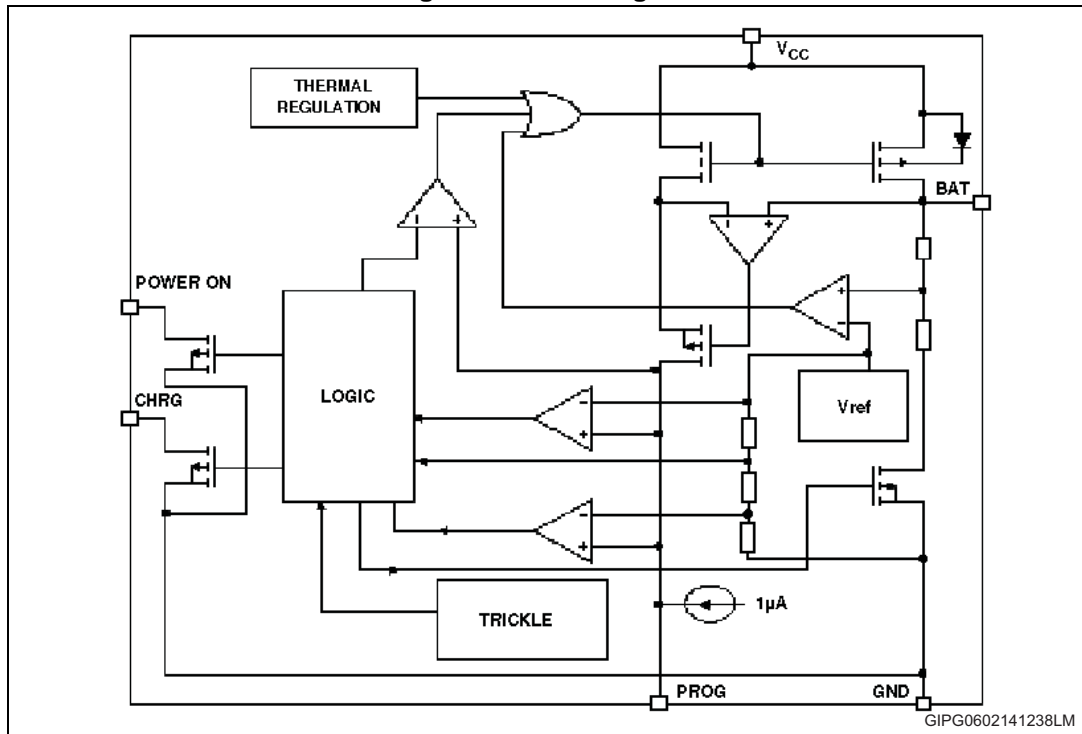 VCC
THERMAL
REGULATION
BAT
POWER ON
CHRG
LOGIC
Vref
TRICKLE
1µA
PROG
GND
GIPG0602141238LM